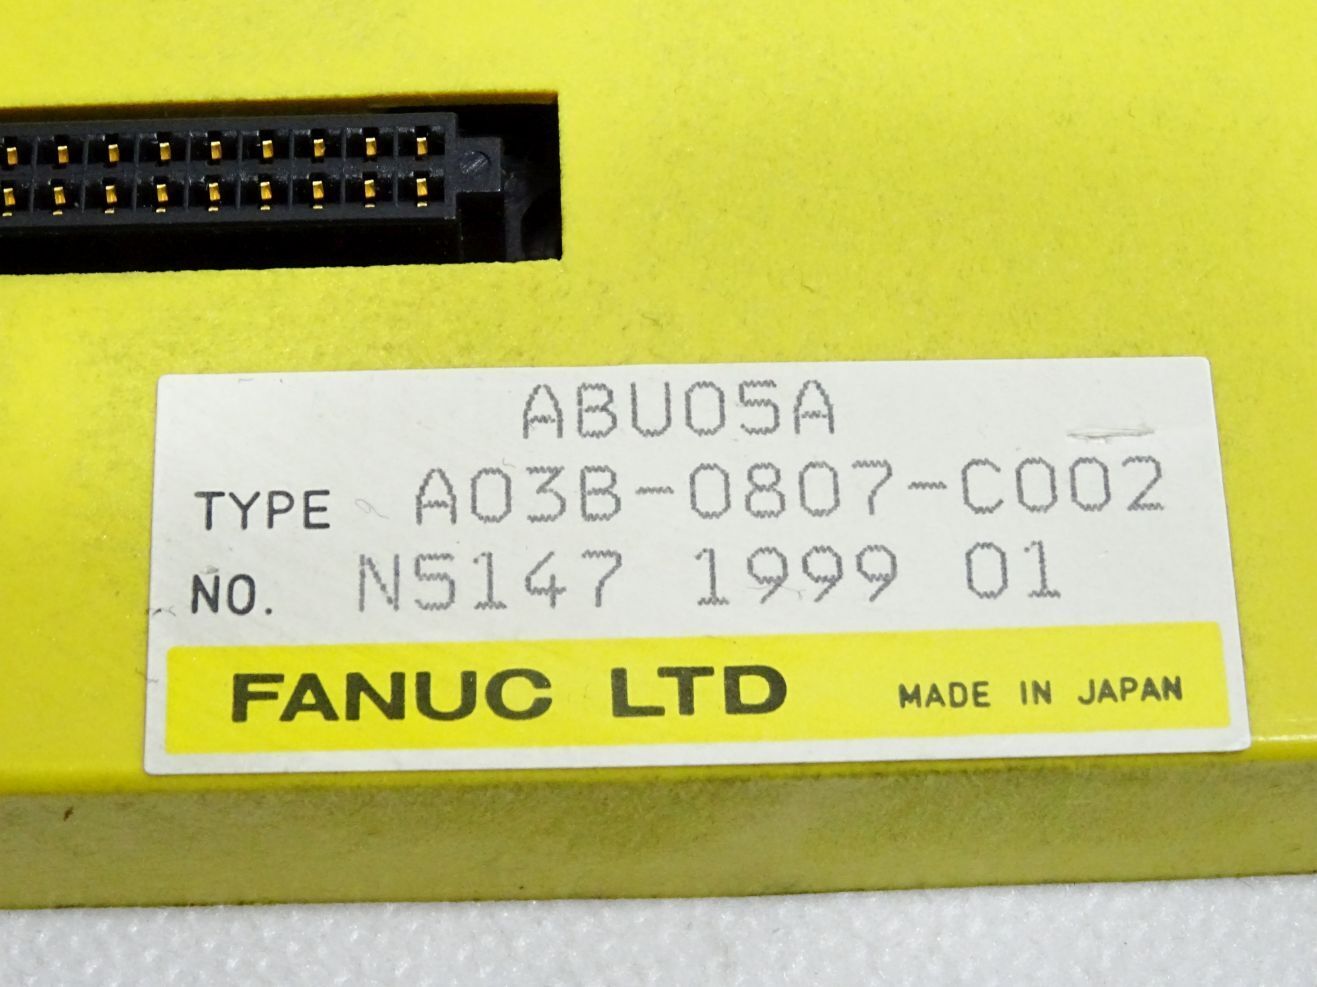 ABU05A
TYPE A03B-0807-C002
NO. N5147 1999 01
FANUC LTD MADE IN JAPAN